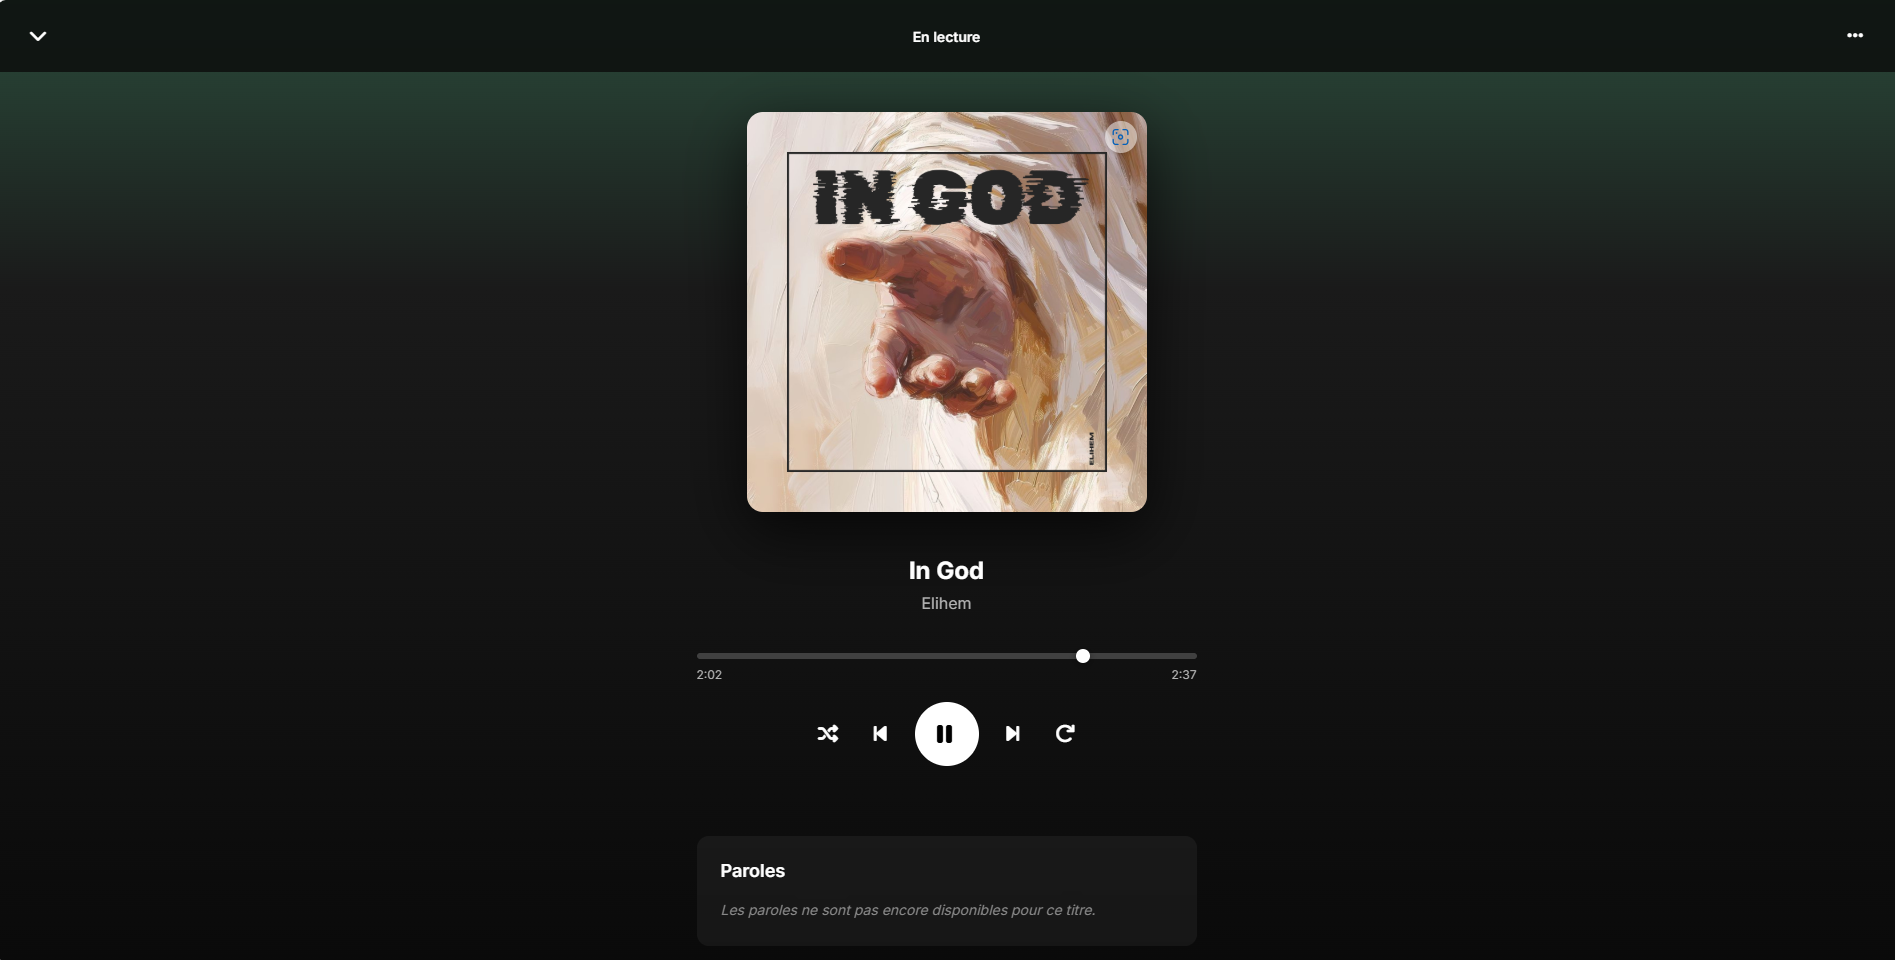 En lecture
IN GOD
ELIHEM
In God
Elihem
2:02
2:37
Paroles
Les paroles ne sont pas encore disponibles pour ce titre.